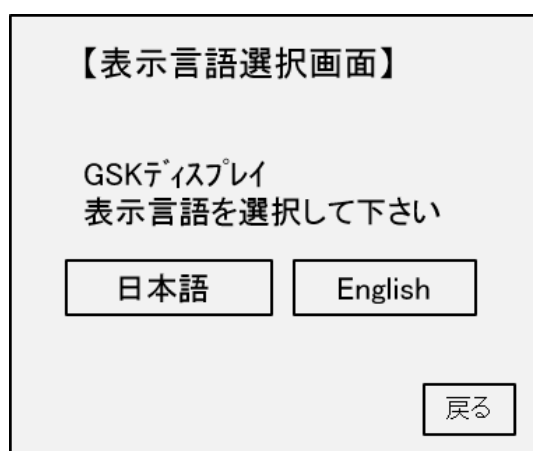 【表示言語選択画面】
GSKディスプレイ
表示言語を選択して下さい
日本語
English
戻る